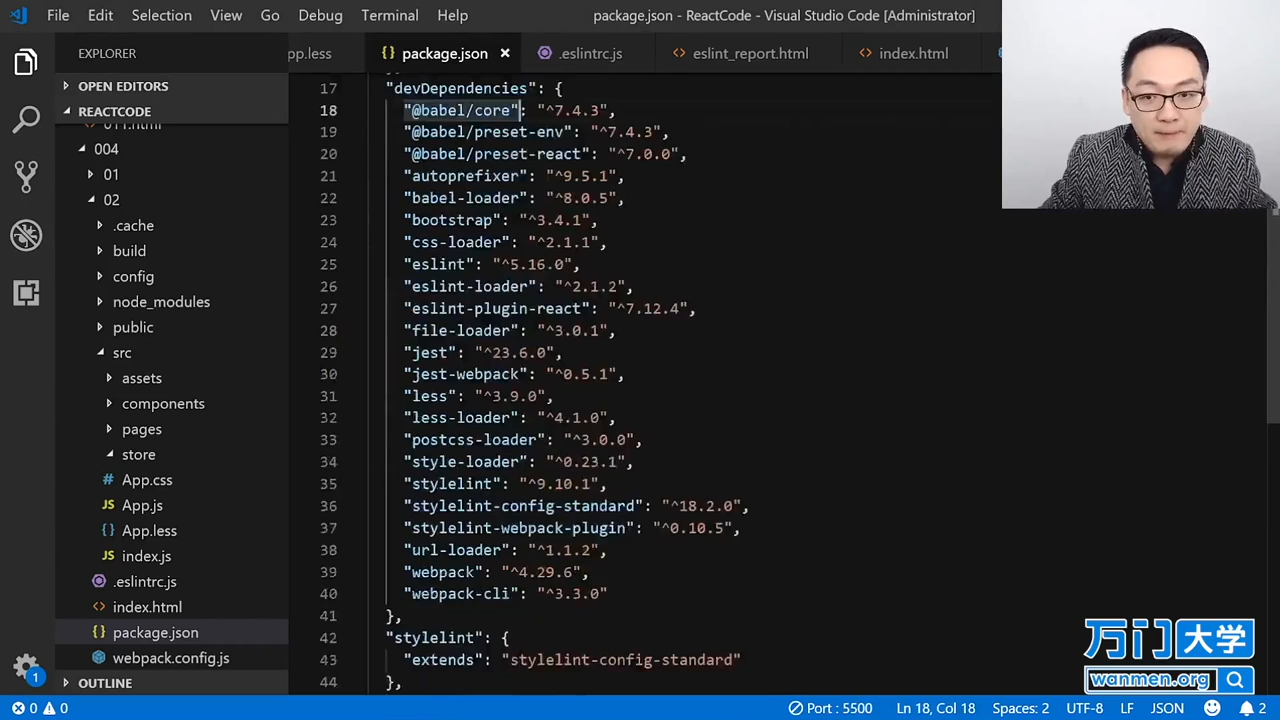 File Edit Selection View Go Debug Terminal Help
package.json - ReactCode - Visual Studio Code [Administrator]
EXPLORER
OPEN EDITORS
REACTCODE
004
01
02
.cache
build
config
node_modules
public
src
assets
components
pages
store
App.css
JS App.js
{} App.less
JS index.js
.eslintrc.js
<> index.html
{} package.json
webpack.config.js
OUTLINE
1
pp.less
{} package.json ×
.eslintrc.js
<> eslint_report.html
<> index.html
17 "devDependencies": {
18 "@babel/core": "^7.4.3",
19 "@babel/preset-env": "^7.4.3",
20 "@babel/preset-react": "^7.0.0",
21 "autoprefixer": "^9.5.1",
22 "babel-loader": "^8.0.5",
23 "bootstrap": "^3.4.1",
24 "css-loader": "^2.1.1",
25 "eslint": "^5.16.0",
26 "eslint-loader": "^2.1.2",
27 "eslint-plugin-react": "^7.12.4",
28 "file-loader": "^3.0.1",
29 "jest": "^23.6.0",
30 "jest-webpack": "^0.5.1",
31 "less": "^3.9.0",
32 "less-loader": "^4.1.0",
33 "postcss-loader": "^3.0.0",
34 "style-loader": "^0.23.1",
35 "stylelint": "^9.10.1",
36 "stylelint-config-standard": "^18.2.0",
37 "stylelint-webpack-plugin": "^0.10.5",
38 "url-loader": "^1.1.2",
39 "webpack": "^4.29.6",
40 "webpack-cli": "^3.3.0"
41 },
42 "stylelint": {
43 "extends": "stylelint-config-standard"
44 },
万门大学
wanmen.org
0 0
Port : 5500
Ln 18, Col 18
Spaces: 2
UTF-8
LF
JSON
2